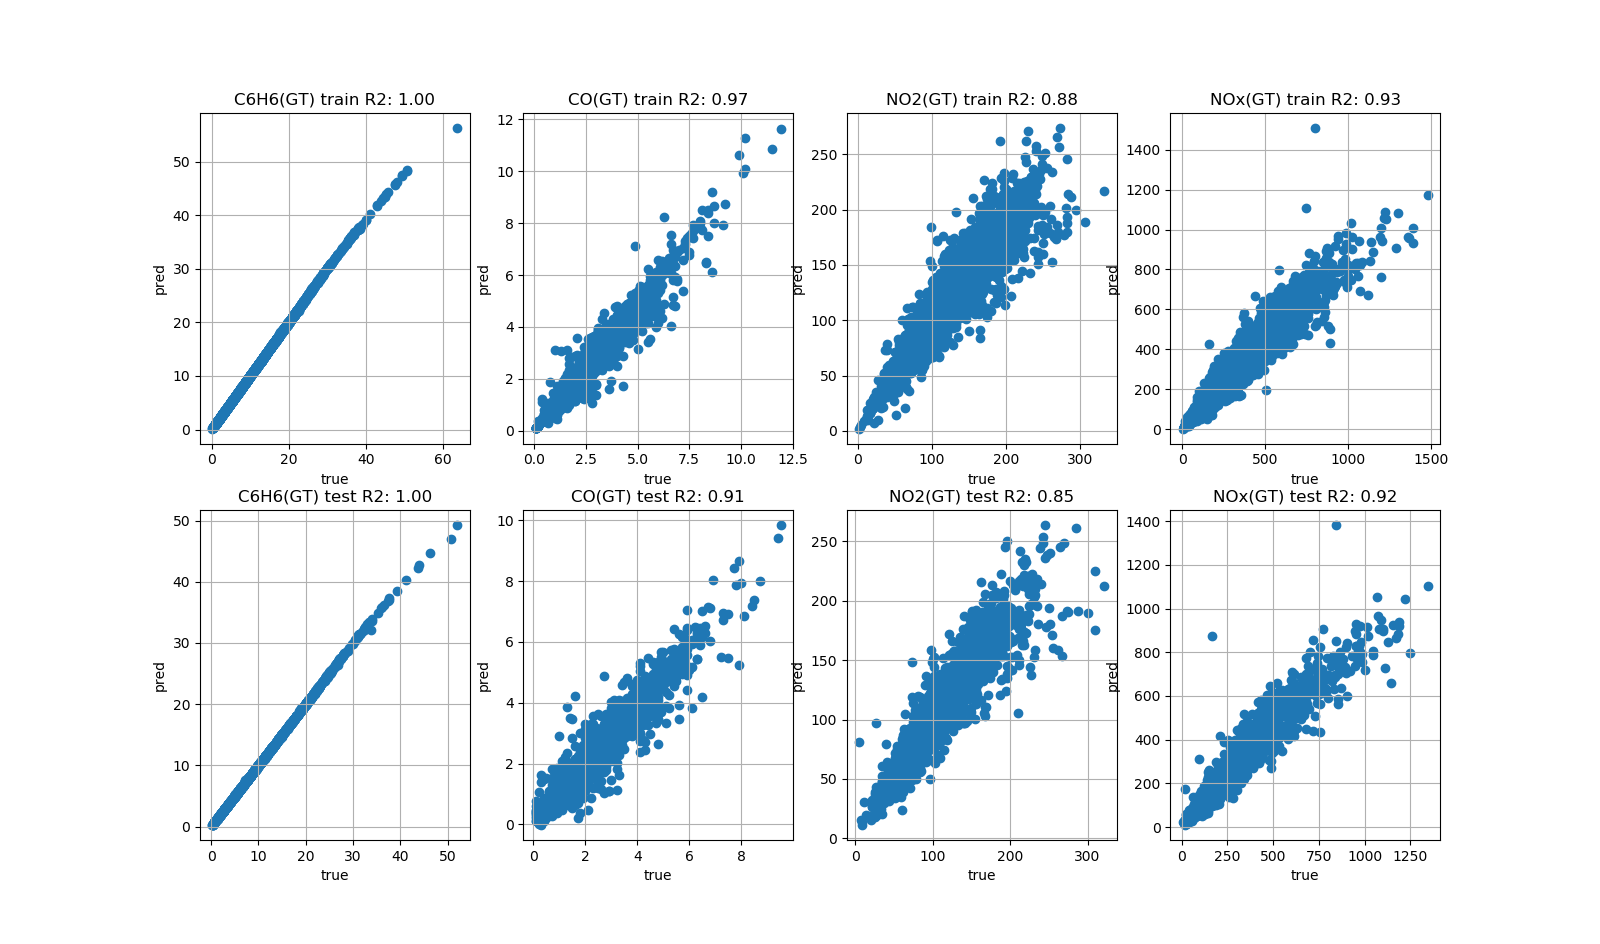 C6H6(GT) train R2: 1.00
CO(GT) train R2: 0.97
NO2(GT) train R2: 0.88
NOx(GT) train R2: 0.93
pred
50
40
30
20
10
0
0 20 40 60
true
pred
12
10
8
6
4
2
0
0.0 2.5 5.0 7.5 10.0 12.5
true
pred
250
200
150
100
50
0
0 100 200 300
true
pred
1400
1200
1000
800
600
400
200
0
0 500 1000 1500
true
C6H6(GT) test R2: 1.00
CO(GT) test R2: 0.91
NO2(GT) test R2: 0.85
NOx(GT) test R2: 0.92
pred
50
40
30
20
10
0
0 10 20 30 40 50
true
pred
10
8
6
4
2
0
0 2 4 6 8
true
pred
250
200
150
100
50
0
0 100 200 300
true
pred
1400
1200
1000
800
600
400
200
0
0 250 500 750 1000 1250
true